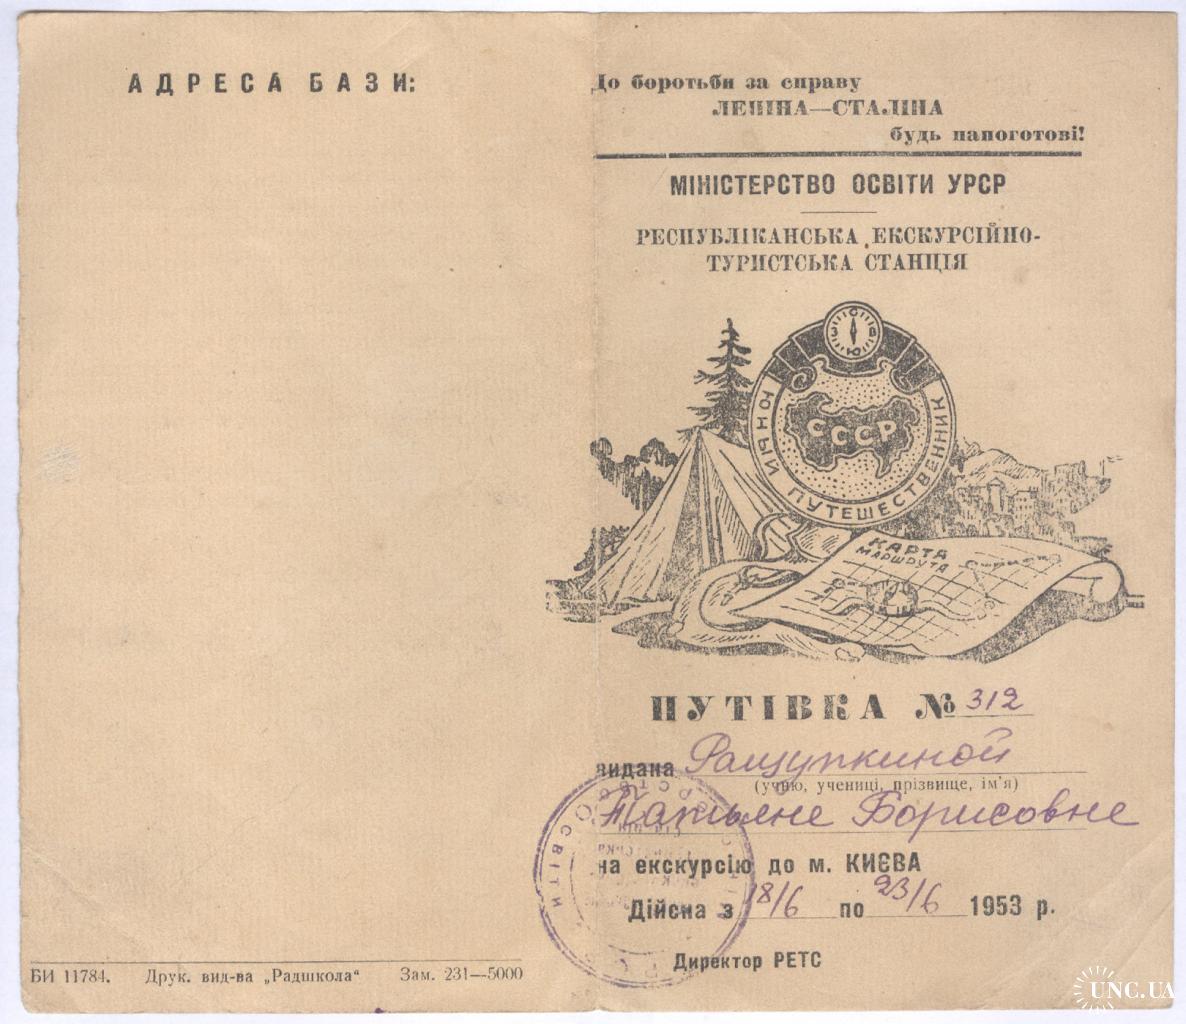 АДРЕСА БАЗИ:
БИ 11784. Друк. вид-ва „Радшкола“ Зам. 231—5000
До боротьби за справу
ЛЕНІНА—СТАЛІНА
будь напоготові!
МІНІСТЕРСТВО ОСВІТИ УРСР
РЕСПУБЛІКАНСЬКА ЕКСКУРСІЙНО-
ТУРИСТСЬКА СТАНЦІЯ
С
З В
Ю
СССР
ЮНЫЙ ПУТЕШЕСТВЕННИК
КАРТА
МАРШРУТА
ПУТІВКА № 312
видана Ращупкиной
(учню, учениці, прізвище, ім'я)
Татьяне Борисовне
на екскурсію до м. КИЄВА
Дійсна з 18/6 по 23/6 1953 р.
Директор РЕТС
ОСВІТИ
UNC.UA